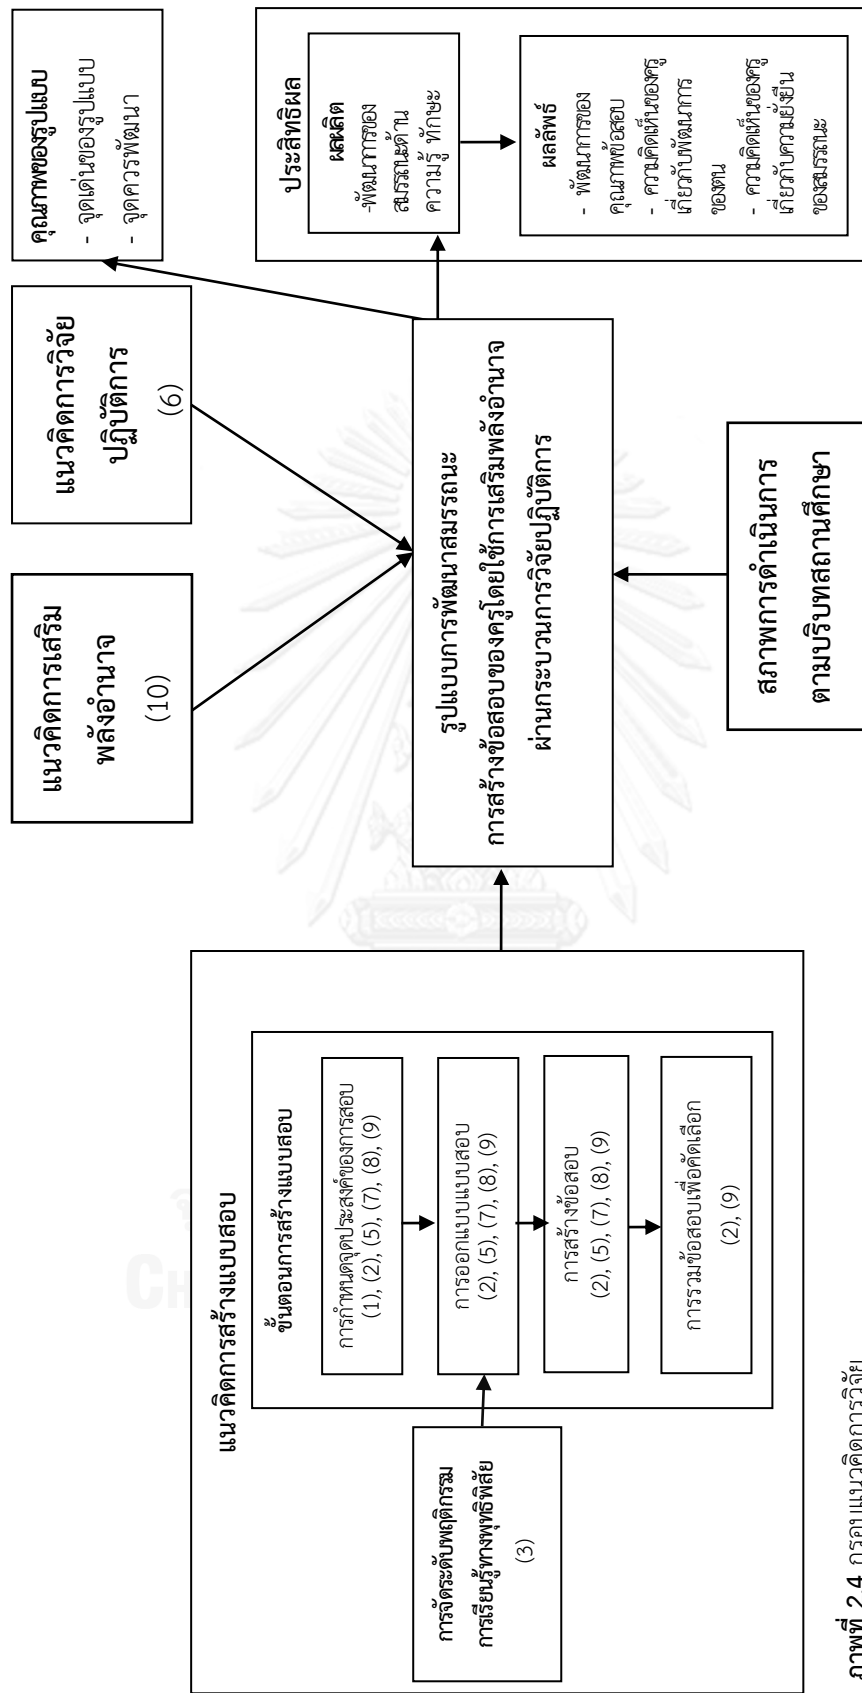 แนวคิดการสร้างแบบสอบ
ขั้นตอนการสร้างแบบสอบ
การกำหนดจุดประสงค์ของการสอบ
(1), (2), (5), (7), (8), (9)
การออกแบบแบบสอบ
(2), (5), (7), (8), (9)
การสร้างข้อสอบ
(2), (5), (7), (8), (9)
การรวมข้อสอบเพื่อคัดเลือก
(2), (9)
การจัดระดับพฤติกรรม
การเรียนรู้ทางพุทธิพิสัย
(3)
แนวคิดการเสริม
พลังอำนาจ
(10)
แนวคิดการวิจัย
ปฏิบัติการ
(6)
รูปแบบการพัฒนาสมรรถนะ
การสร้างข้อสอบของครูโดยใช้การเสริมพลังอำนาจ
ผ่านกระบวนการวิจัยปฏิบัติการ
สภาพการดำเนินการ
ตามบริบทสถานศึกษา
คุณภาพของรูปแบบ
- จุดเด่นของรูปแบบ
- จุดควรพัฒนา
ประสิทธิผล
ผลผลิต
-พัฒนาการของ
สมรรถนะด้าน
ความรู้ ทักษะ
ผลลัพธ์
- พัฒนาการของ
คุณภาพข้อสอบ
- ความคิดเห็นของครู
เกี่ยวกับพัฒนาการ
ของตน
- ความคิดเห็นของครู
เกี่ยวกับความยั่งยืน
ของสมรรถนะ
ภาพที่ 2.4 กรอบแนวคิดการวิจัย